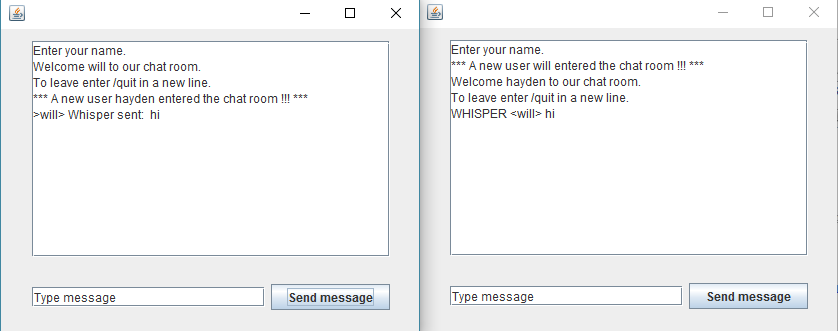 Enter your name.
Welcome will to our chat room.
To leave enter /quit in a new line.
*** A new user hayden entered the chat room !!! ***
>will> Whisper sent:  hi
Type message
Send message
Enter your name.
*** A new user will entered the chat room !!! ***
Welcome hayden to our chat room.
To leave enter /quit in a new line.
WHISPER <will> hi
Type message
Send message